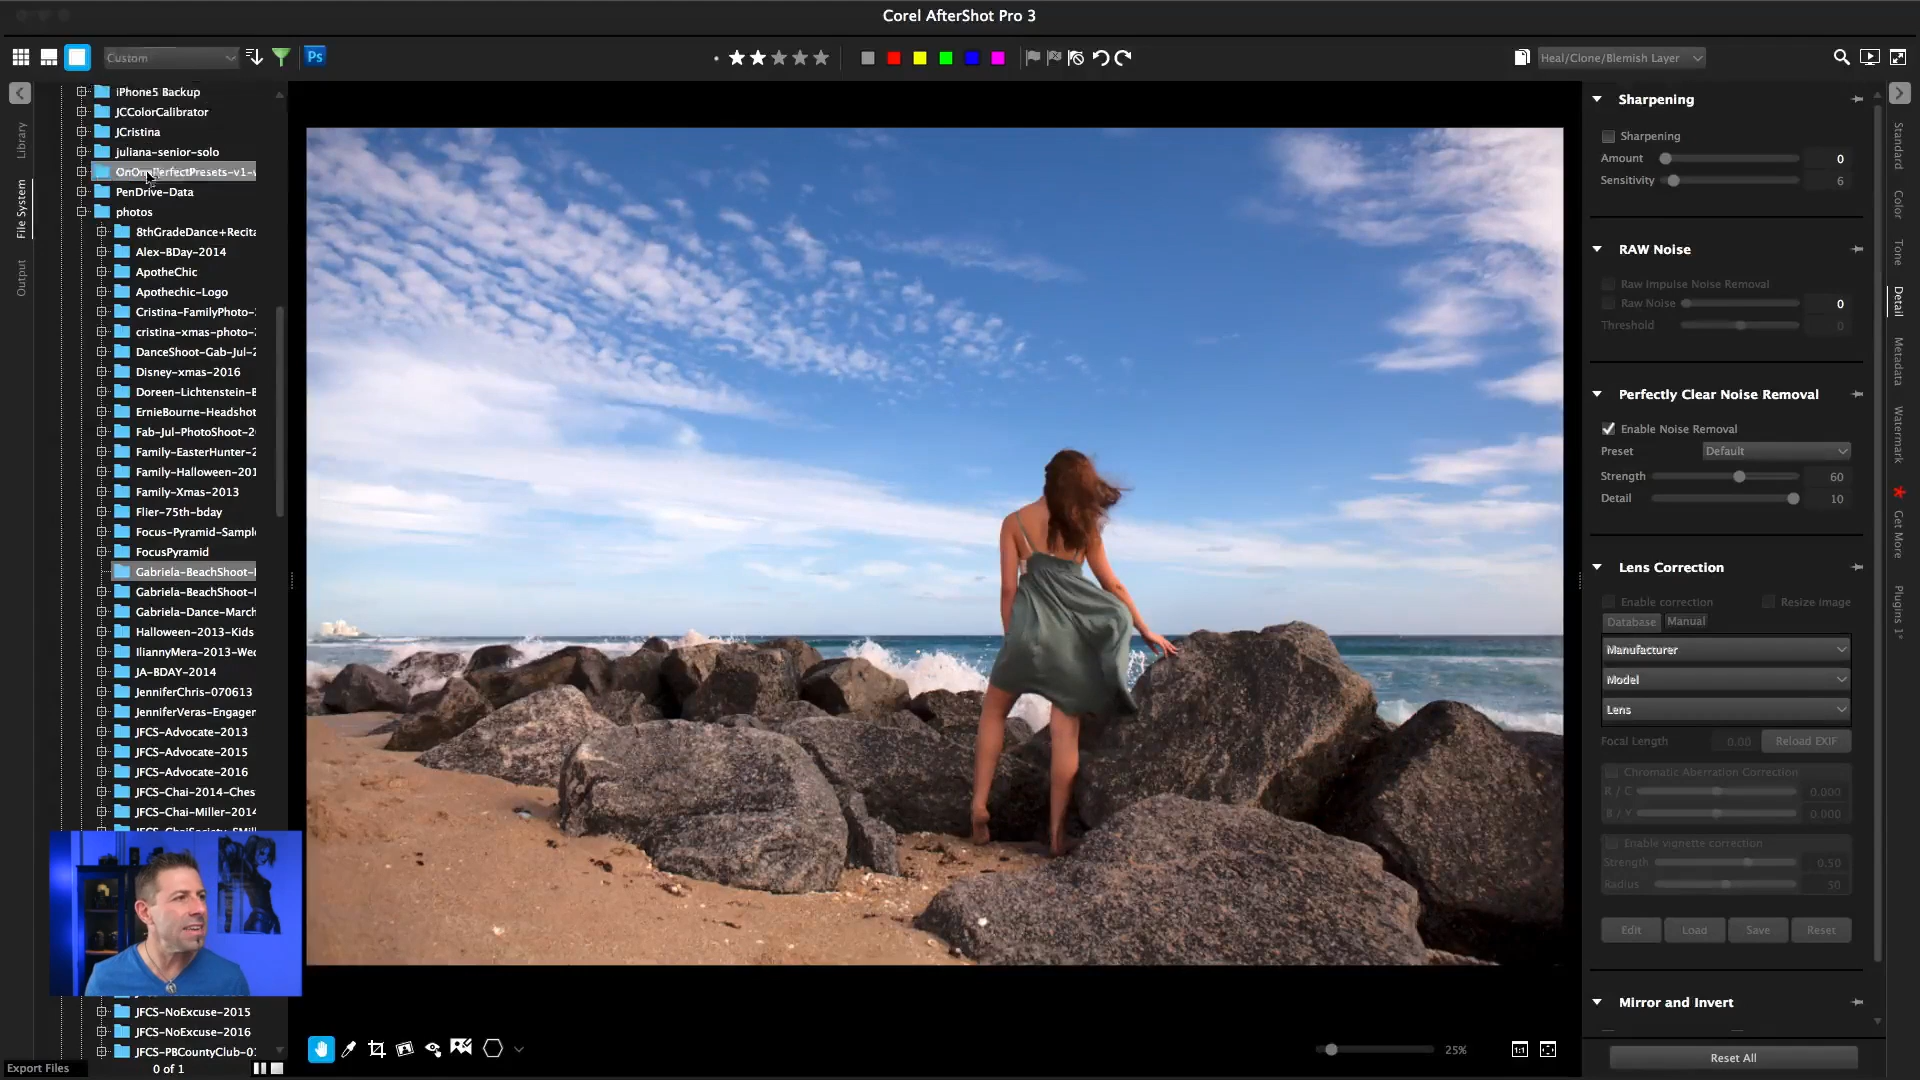 Corel AfterShot Pro 3
Custom
Ps
Heal/Clone/Blemish Layer
Library
File System
Output
iPhone5 Backup
JCColorCalibrator
JCristina
juliana-senior-solo
PenDrive-Data
photos
8thGradeDance+Recita
Alex-BDay-2014
ApotheChic
Apothechic-Logo
Cristina-FamilyPhoto-
cristina-xmas-photo-
DanceShoot-Gab-Jul-2
Disney-xmas-2016
Doreen-Lichtenstein-B
ErnieBourne-Headshot
Fab-Jul-PhotoShoot-2
Family-EasterHunter-2
Family-Halloween-201
Family-Xmas-2013
Flier-75th-bday
Focus-Pyramid-Sample
FocusPyramid
Gabriela-BeachShoot-
Gabriela-BeachShoot-
Gabriela-Dance-March
Halloween-2013-Kids
IliannyMera-2013-Wed
JA-BDAY-2014
JenniferChris-070613
JenniferVeras-Engager
JFCS-Advocate-2013
JFCS-Advocate-2015
JFCS-Advocate-2016
JFCS-Chai-2014-Ches
JFCS-Chai-Miller-2014
JFCS-NoExcuse-2015
JFCS-NoExcuse-2016
JFCS-PBCountyClub-0
Export Files
0 of 1
25%
1:1
Sharpening
Sharpening
Amount 0
Sensitivity 6
RAW Noise
Raw Impulse Noise Removal
Raw Noise 0
Threshold 0
Perfectly Clear Noise Removal
Enable Noise Removal
Preset Default
Strength 60
Detail 10
Lens Correction
Enable correction Resize image
Database Manual
Manufacturer
Model
Lens
Focal Length 0.00 Reload EXIF
Chromatic Aberration Correction
R / C 0.000
B / Y 0.000
Enable vignette correction
Strength 0.50
Radius 50
Edit Load Save Reset
Mirror and Invert
Reset All
Standard
Color
Tone
Detail
Metadata
Watermark
Get More
Plugins 1*